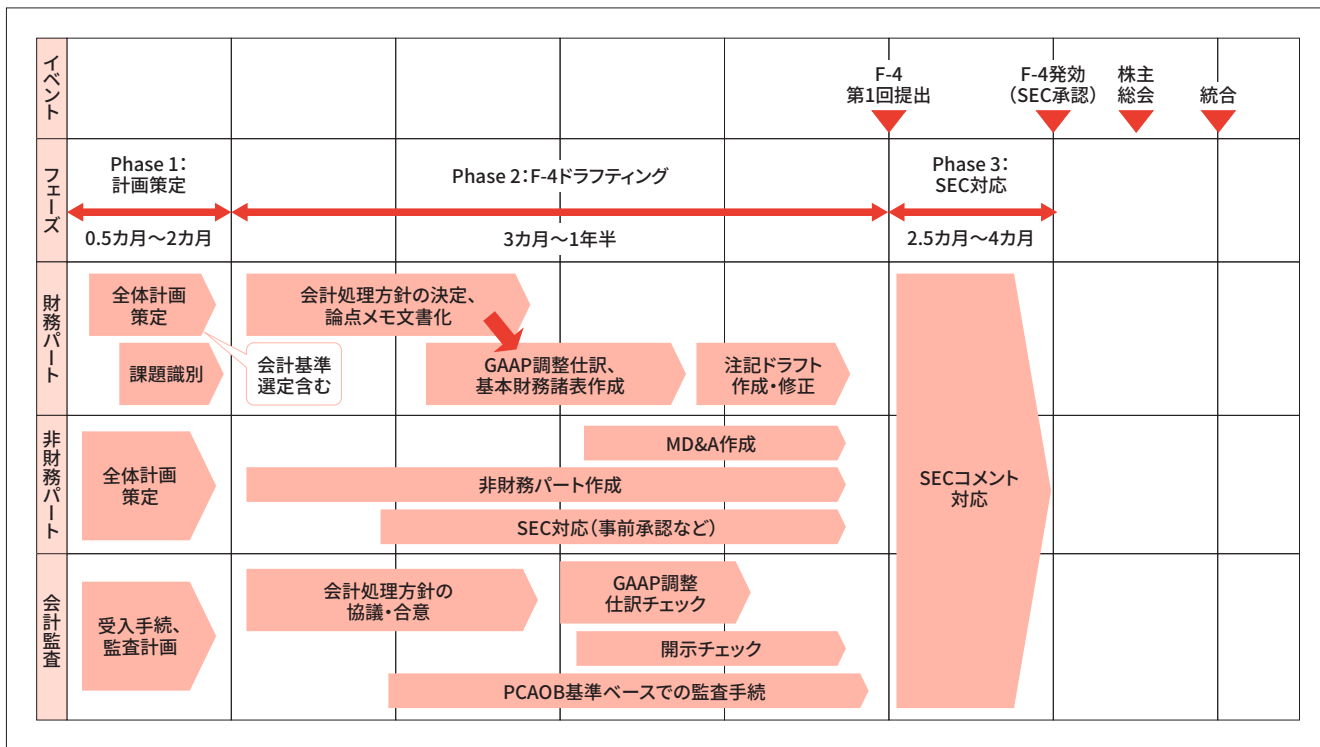 イベント
F-4
第1回提出
F-4発効
（SEC承認）
株主
総会
統合
フェーズ
Phase 1：
計画策定
0.5カ月～2カ月
Phase 2：F-4ドラフティング
3カ月～1年半
Phase 3：
SEC対応
2.5カ月～4カ月
財務パート
全体計画
策定
課題識別
会計基準
選定含む
会計処理方針の決定、
論点メモ文書化
GAAP調整仕訳、
基本財務諸表作成
注記ドラフト
作成・修正
非財務パート
全体計画
策定
MD&A作成
非財務パート作成
SEC対応（事前承認など）
SECコメント
対応
会計監査
受入手続、
監査計画
会計処理方針の
協議・合意
GAAP調整
仕訳チェック
開示チェック
PCAOB基準ベースでの監査手続